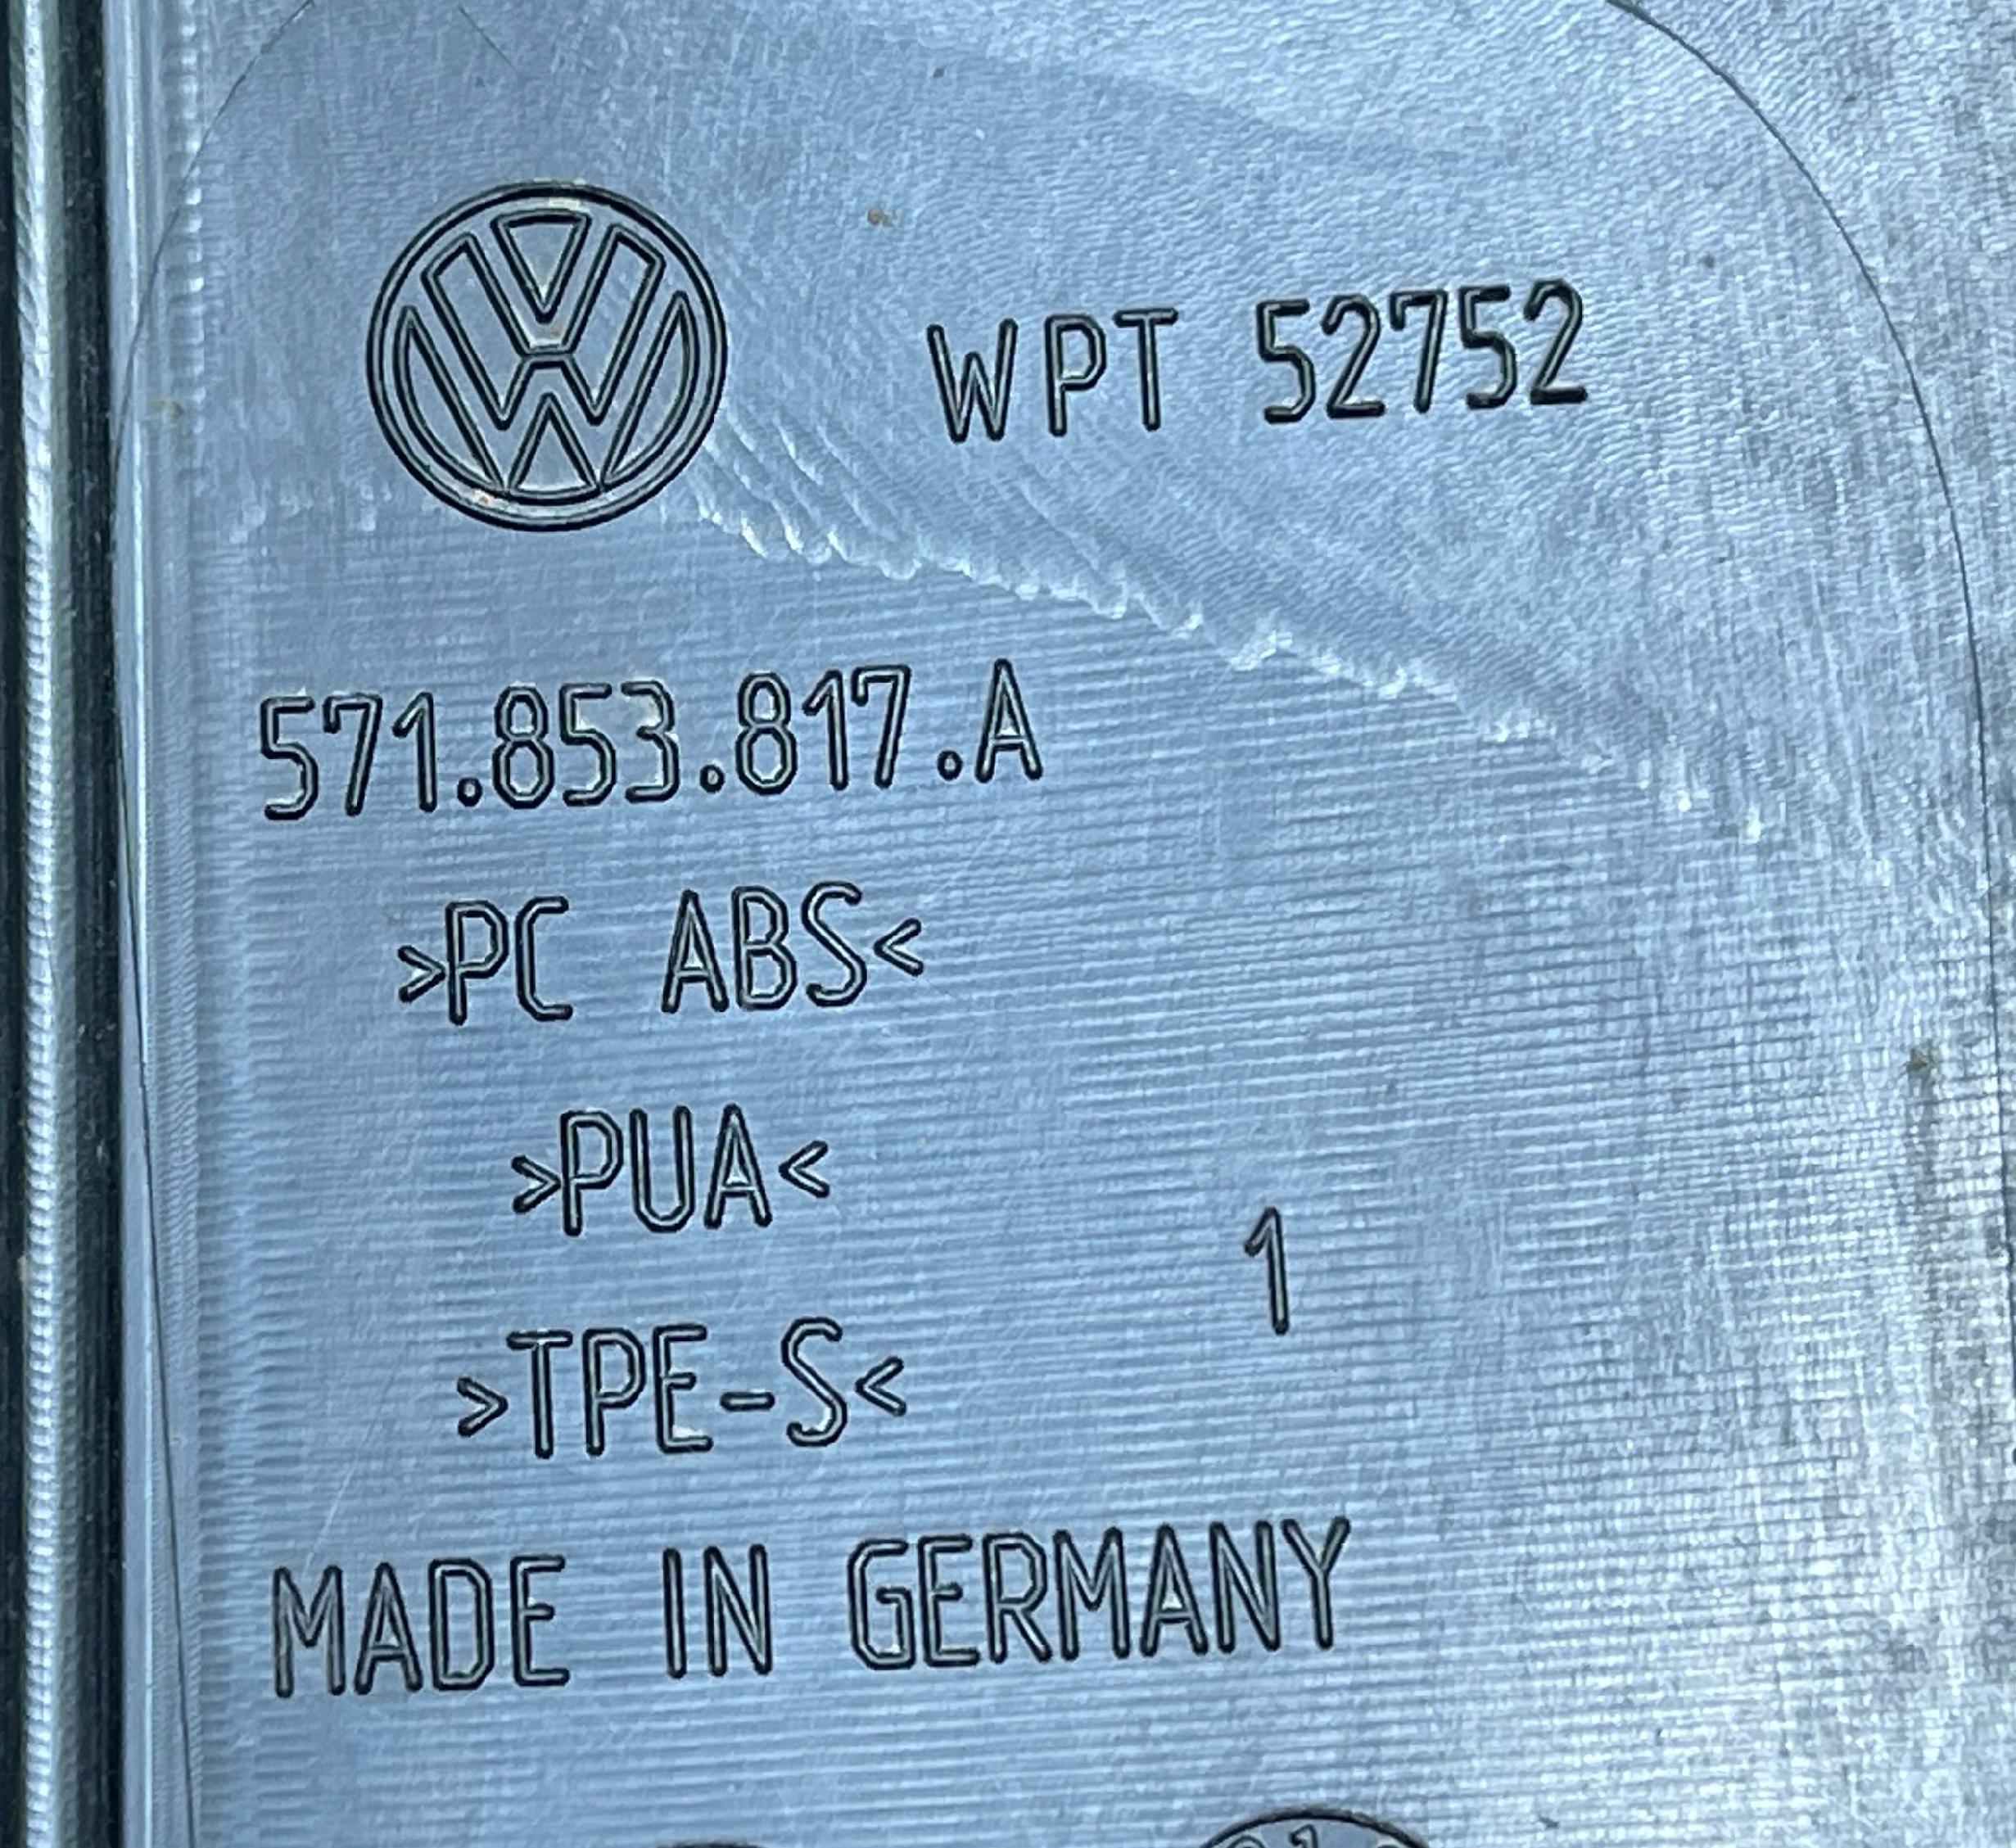 WPT 52752
571.853.817.A
>PC ABS<
>PUA<
1
>TPE-S<
MADE IN GERMANY